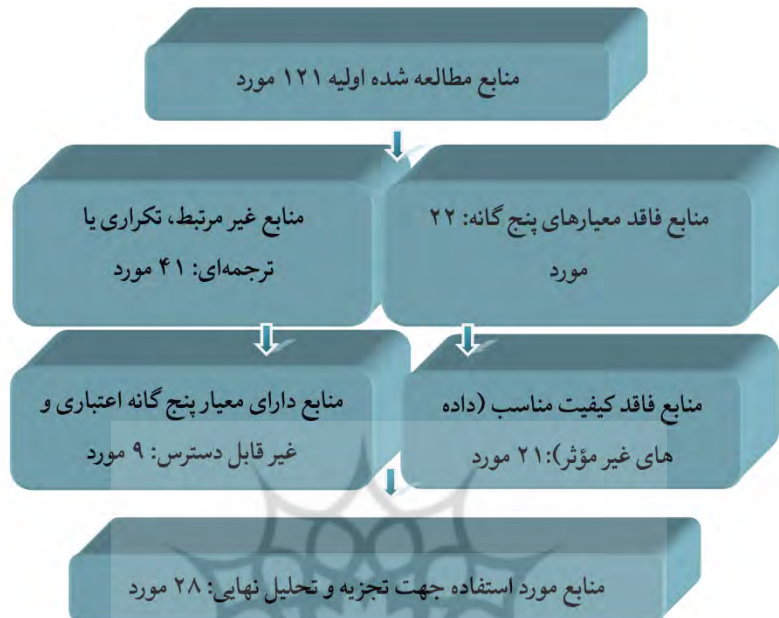 منابع مطالعه شده اولیه ۱۲۱ مورد
منابع فاقد معیارهای پنج گانه: ۲۲
مورد
منابع غیر مرتبط، تکراری یا
ترجمه‌ای: ۴۱ مورد
منابع فاقد کیفیت مناسب (داده
های غیر مؤثر):۲۱ مورد
منابع دارای معیار پنج گانه اعتباری و
غیر قابل دسترس: ۹ مورد
منابع مورد استفاده جهت تجزیه و تحلیل نهایی: ۲۸ مورد